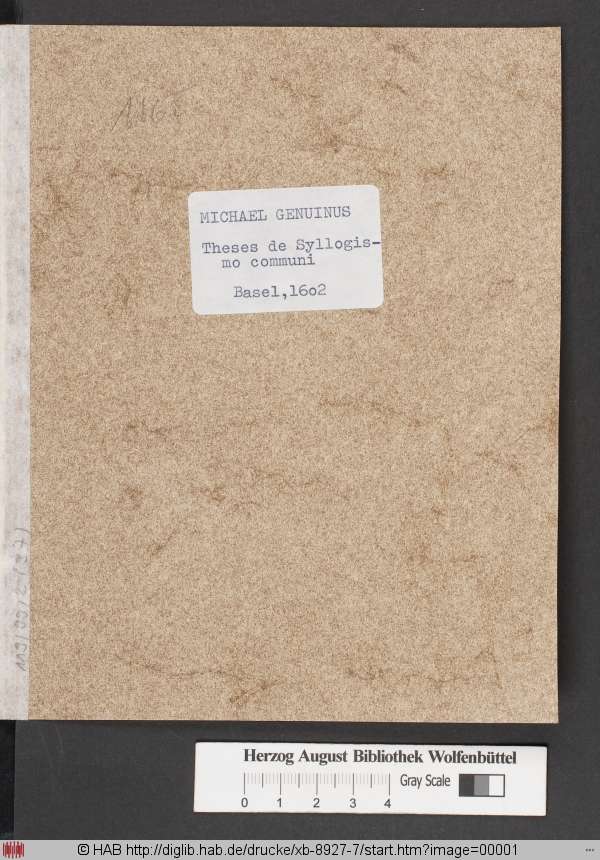 MICHAEL GENUINUS
Theses de Syllogis-
mo communi
Basel,16o2
Herzog August Bibliothek Wolfenbüttel
Gray Scale
0 1 2 3 4
© HAB http://diglib.hab.de/drucke/xb-8927-7/start.htm?image=00001